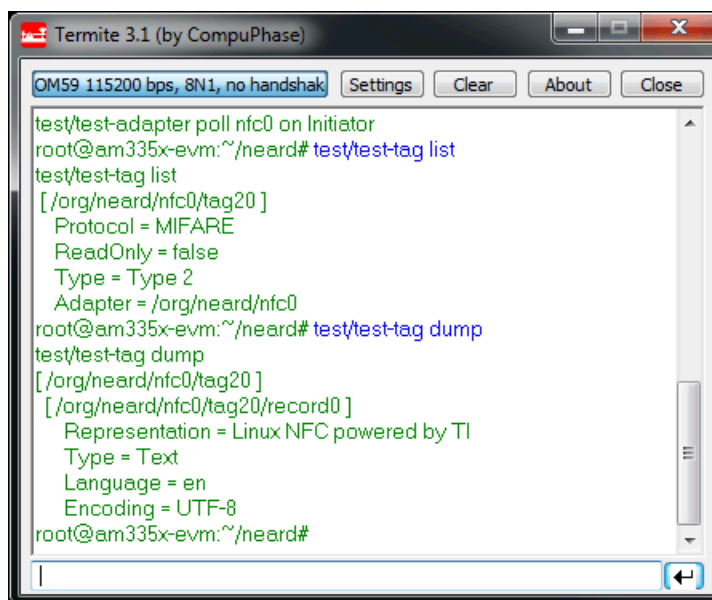 Termite 3.1 (by CompuPhase)
OM59 115200 bps, 8N1, no handshak
Settings
Clear
About
Close
test/test-adapter poll nfc0 on Initiator
root@am335x-evm:~/neard# test/test-tag list
test/test-tag list
[ /org/neard/nfc0/tag20 ]
Protocol = MIFARE
ReadOnly = false
Type = Type 2
Adapter = /org/neard/nfc0
root@am335x-evm:~/neard# test/test-tag dump
test/test-tag dump
[ /org/neard/nfc0/tag20 ]
[ /org/neard/nfc0/tag20/record0 ]
Representation = Linux NFC powered by TI
Type = Text
Language = en
Encoding = UTF-8
root@am335x-evm:~/neard#